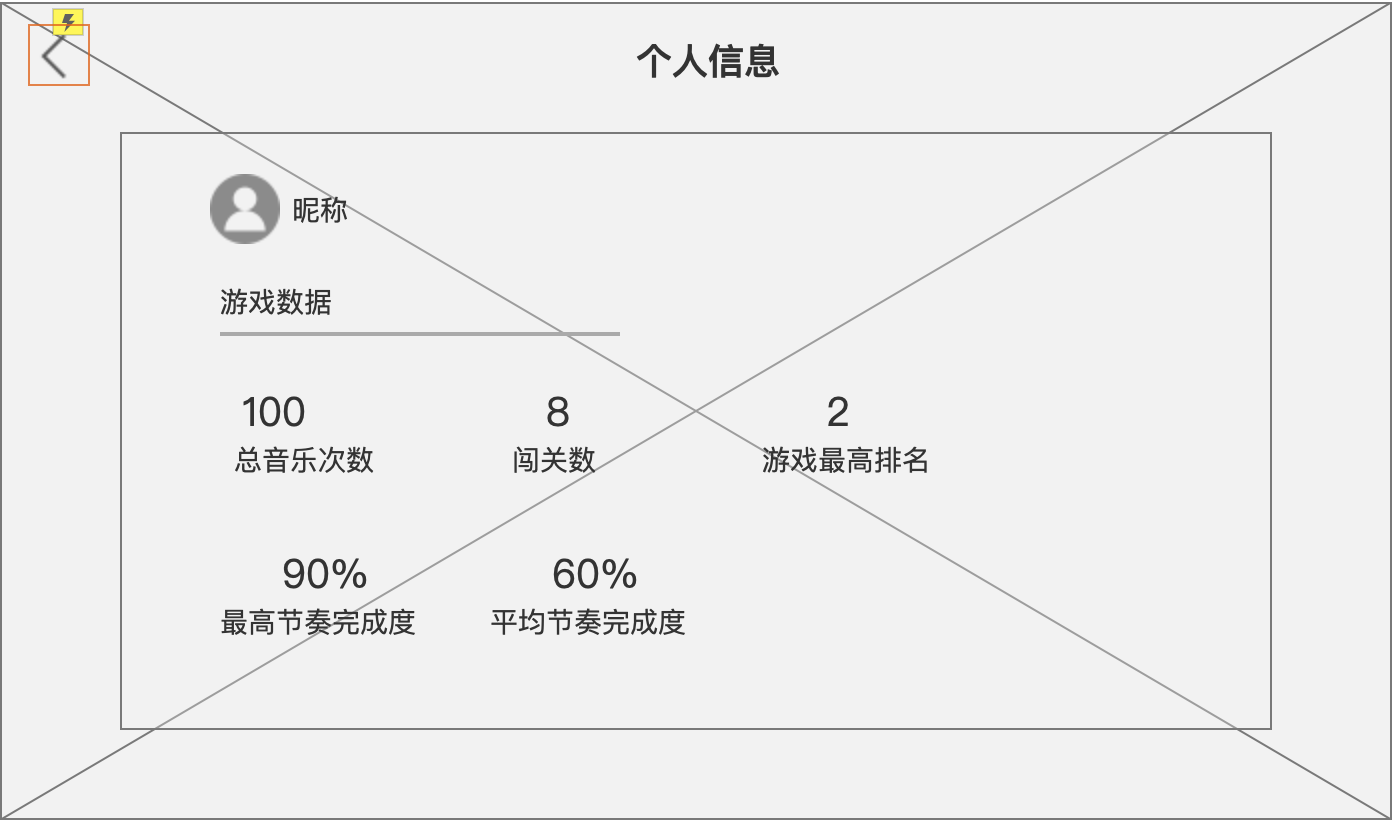 个人信息
昵称
游戏数据
100 8 2
总音乐次数 闯关数 游戏最高排名
90% 60%
最高节奏完成度 平均节奏完成度